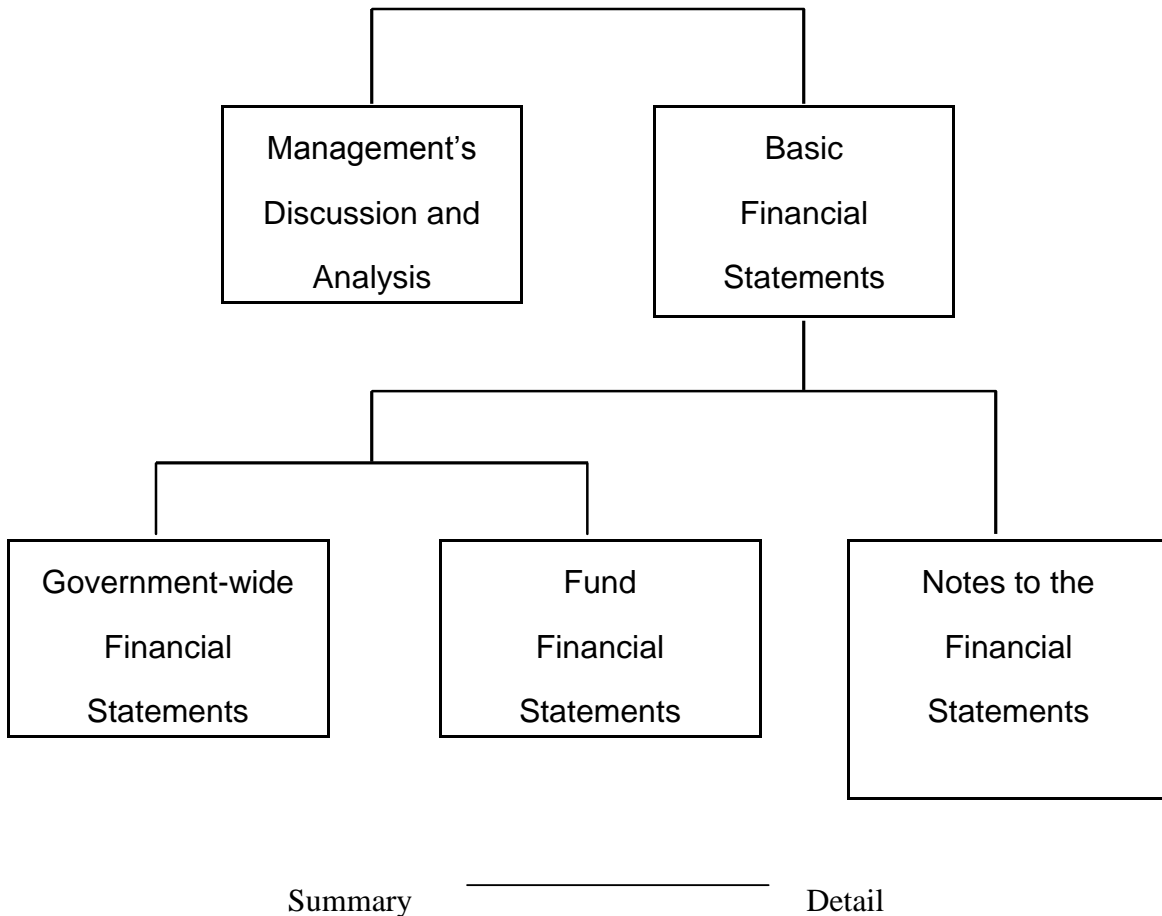 Management’s
Discussion and
Analysis
Basic
Financial
Statements
Government-wide
Financial
Statements
Fund
Financial
Statements
Notes to the
Financial
Statements
Summary
Detail